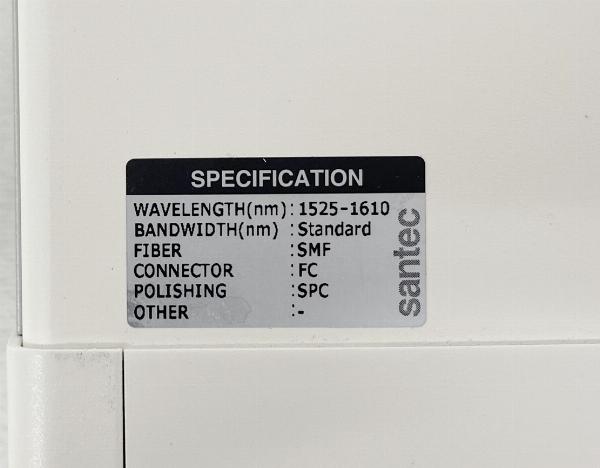 SPECIFICATION
WAVELENGTH(nm):1525-1610
BANDWIDTH(nm):Standard
FIBER :SMF
CONNECTOR :FC
POLISHING :SPC
OTHER :-
santec